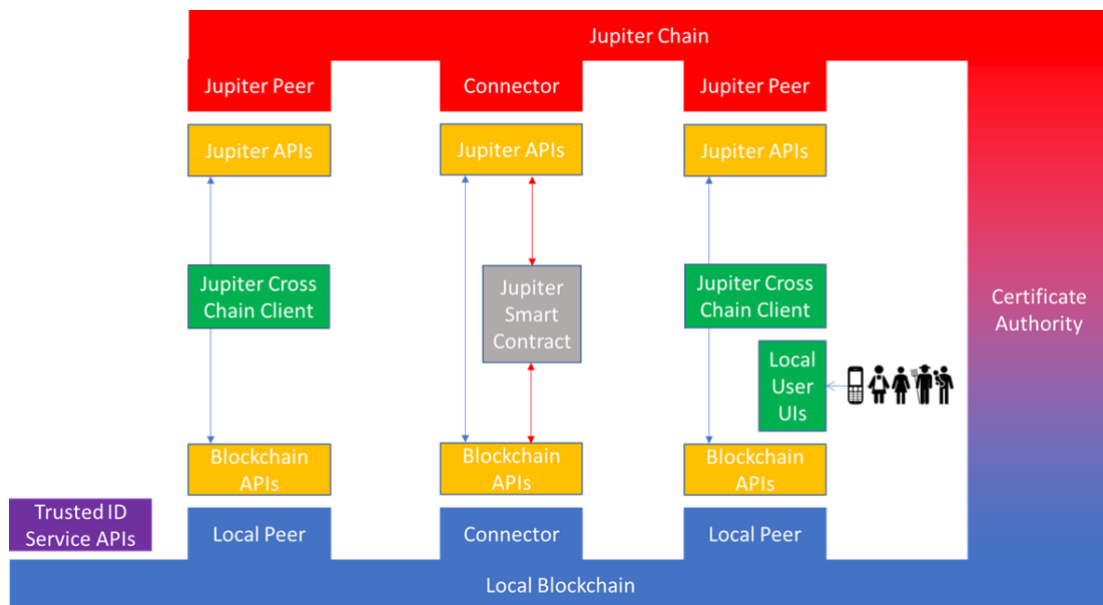 Jupiter Chain
Jupiter Peer
Connector
Jupiter Peer
Jupiter APIs
Jupiter APIs
Jupiter APIs
Jupiter Cross
Chain Client
Jupiter
Smart
Contract
Jupiter Cross
Chain Client
Certificate
Authority
Local
User
UIs
Blockchain
APIs
Blockchain
APIs
Blockchain
APIs
Trusted ID
Service APIs
Local Peer
Connector
Local Peer
Local Blockchain